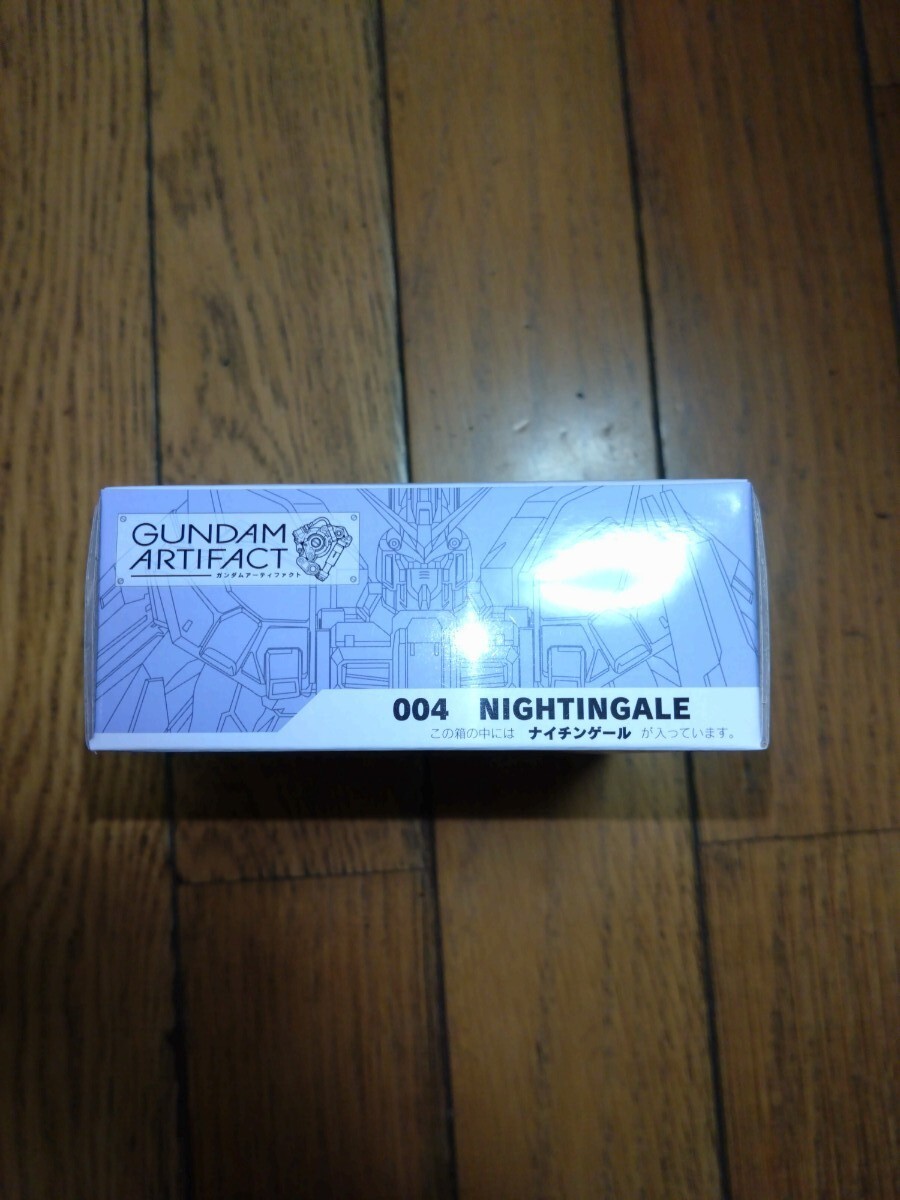 GUNDAM
ARTIFACT
ガンダムアーティファクト
004 NIGHTINGALE
この箱の中には ナイチンゲール が入っています。